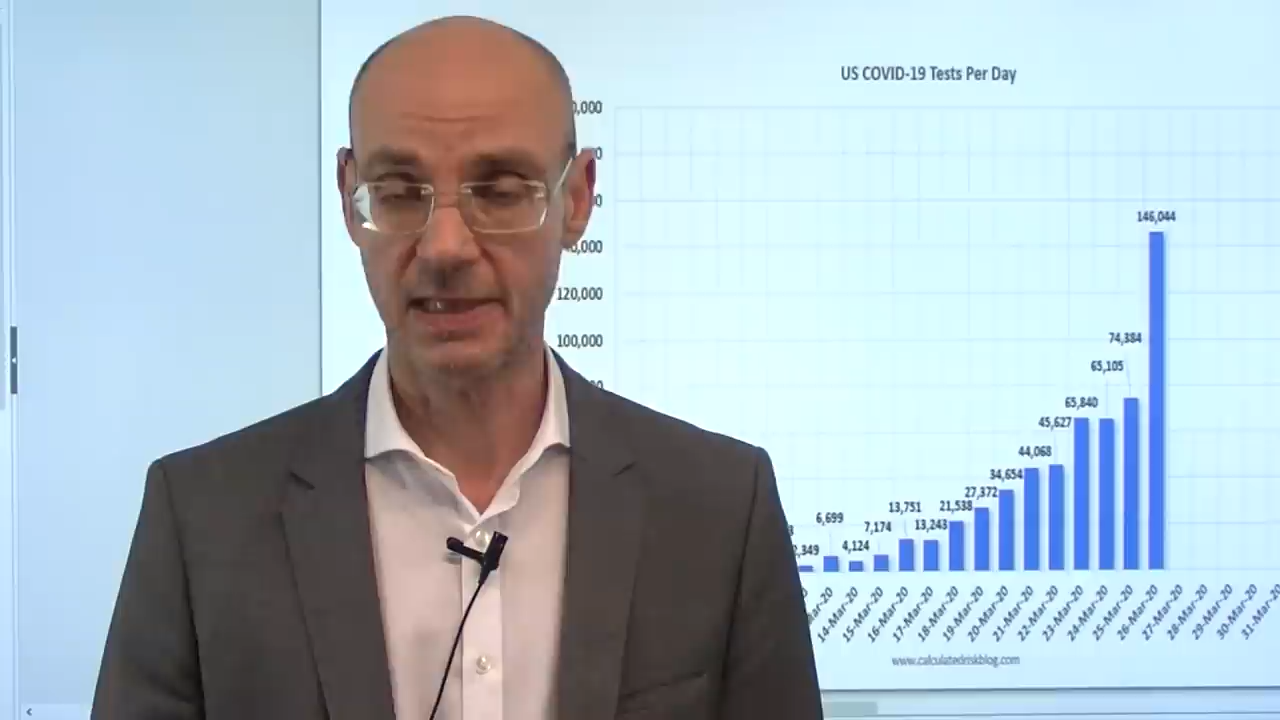 US COVID-19 Tests Per Day
120,000
100,000
146,044
74,384
65,105
65,840
45,627
44,068
34,654
27,372
21,538
13,751
13,243
6,699
7,174
4,124
14-Mar-20
15-Mar-20
16-Mar-20
17-Mar-20
18-Mar-20
19-Mar-20
20-Mar-20
21-Mar-20
22-Mar-20
23-Mar-20
24-Mar-20
25-Mar-20
26-Mar-20
27-Mar-20
28-Mar-20
29-Mar-20
30-Mar-20
31-Mar-20
www.calculatedriskblog.com